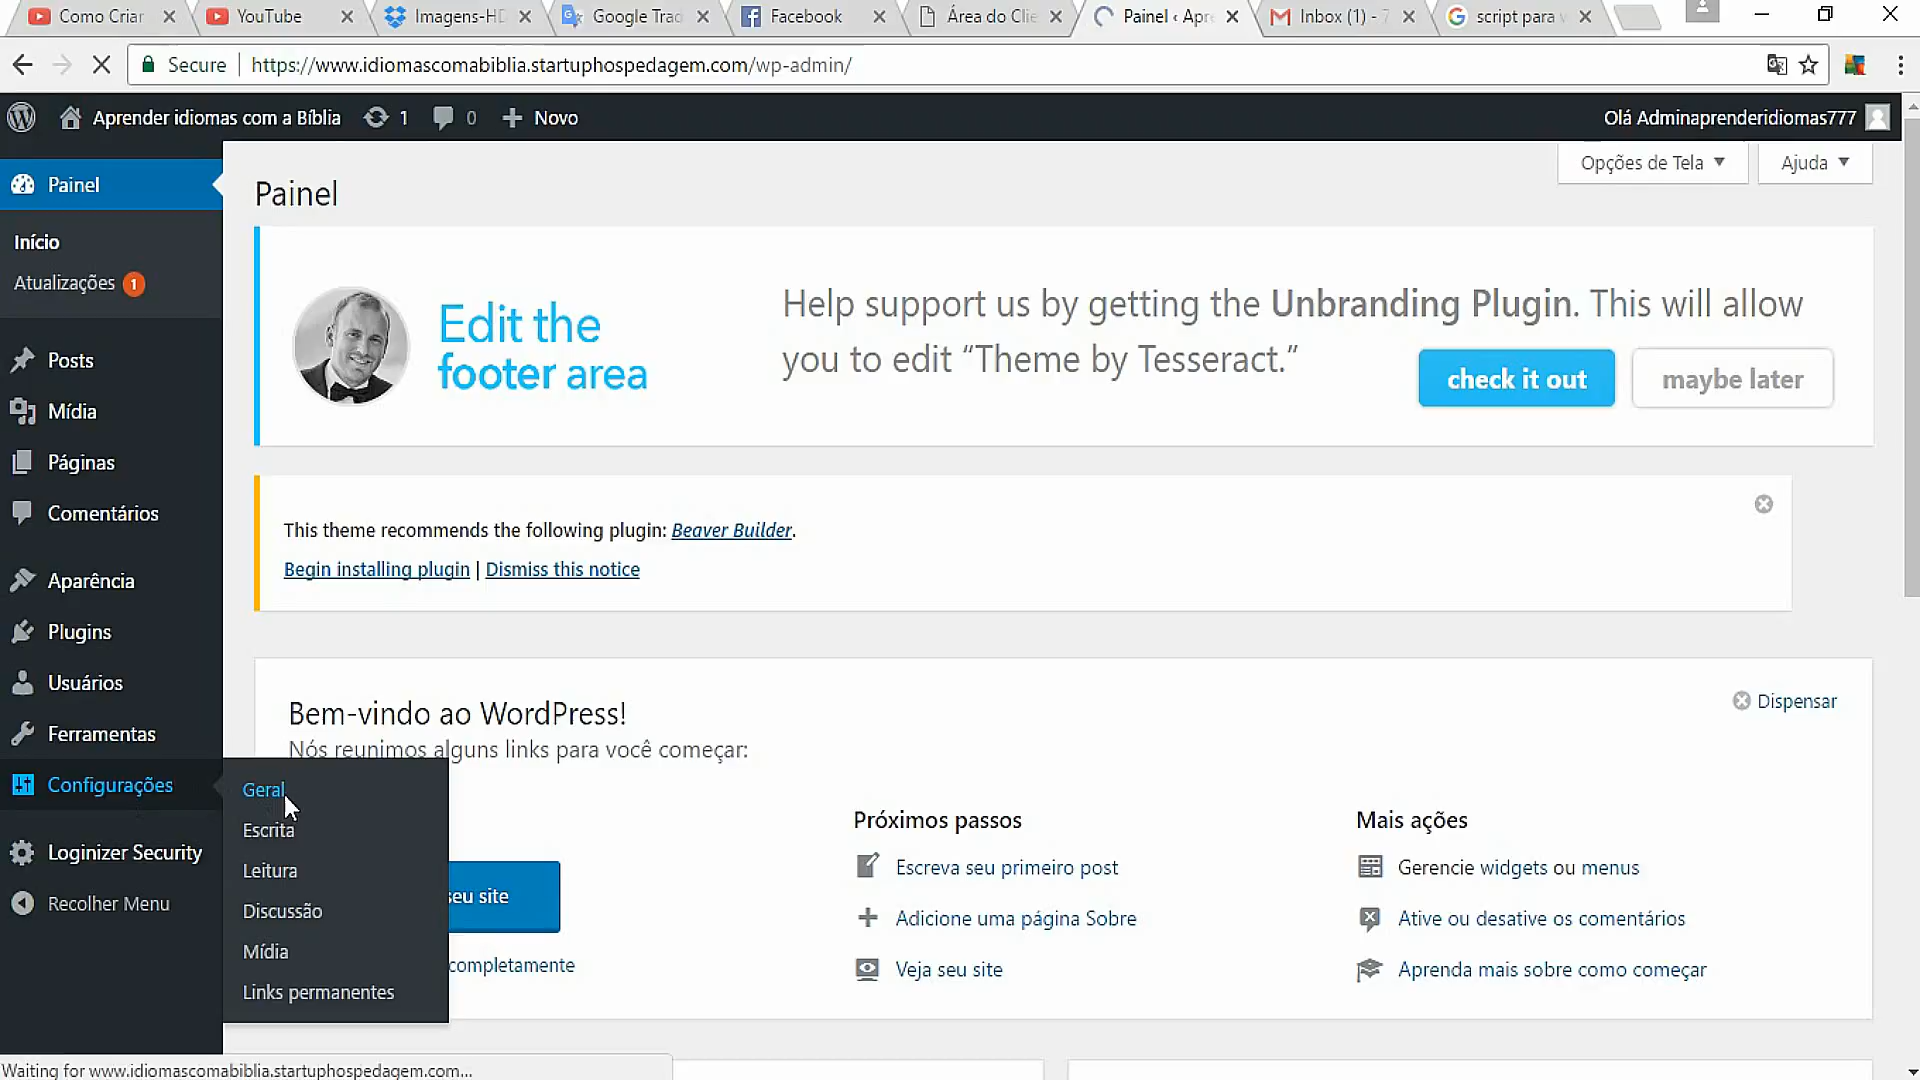 Como Criar
YouTube
Imagens-HD
Google Trad
Facebook
Área do Clie
Painel ‹ Apre
Inbox (1) - 7
script para v
Secure
https://www.idiomascomabiblia.startuphospedagem.com/wp-admin/
Aprender idiomas com a Bíblia
1
0
Novo
Olá Adminaprenderidiomas777
Opções de Tela
Ajuda
Painel
Início
Atualizações 1
Posts
Mídia
Páginas
Comentários
Aparência
Plugins
Usuários
Ferramentas
Configurações
Loginizer Security
Recolher Menu
Geral
Escrita
Leitura
Discussão
Mídia
Links permanentes
Painel
Edit the
footer area
Help support us by getting the Unbranding Plugin. This will allow
you to edit “Theme by Tesseract.”
check it out
maybe later
This theme recommends the following plugin: Beaver Builder.
Begin installing plugin | Dismiss this notice
Bem-vindo ao WordPress!
Dispensar
Nós reunimos alguns links para você começar:
seu site
completamente
Próximos passos
Escreva seu primeiro post
Adicione uma página Sobre
Veja seu site
Mais ações
Gerencie widgets ou menus
Ative ou desative os comentários
Aprenda mais sobre como começar
Waiting for www.idiomascomabiblia.startuphospedagem.com...